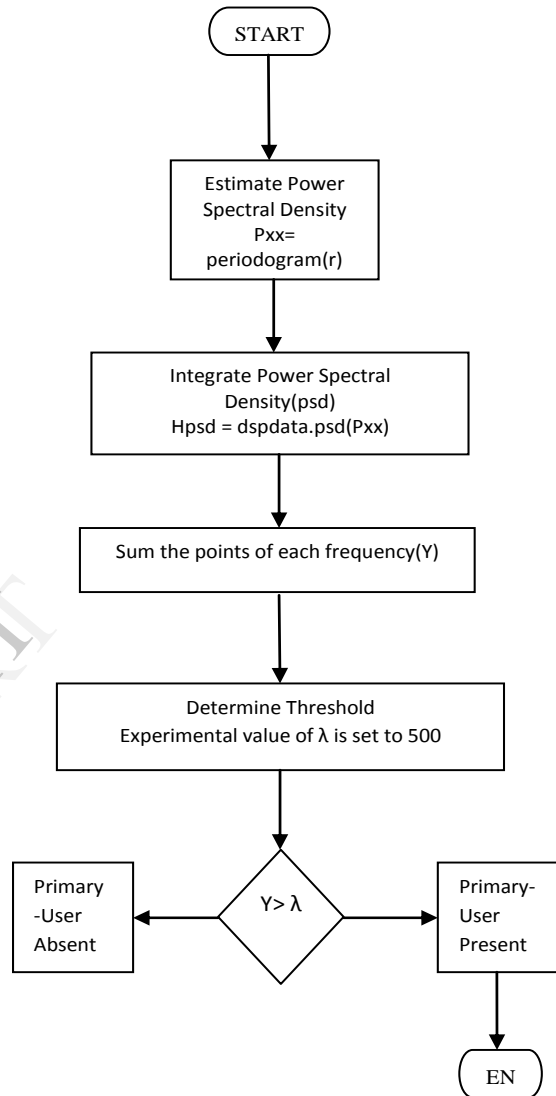 START
Estimate Power
Spectral Density
Pxx=
periodogram(r)
Integrate Power Spectral
Density(psd)
Hpsd = dspdata.psd(Pxx)
Sum the points of each frequency(Y)
Determine Threshold
Experimental value of λ is set to 500
Y> λ
Primary
-User
Absent
Primary-
User
Present
EN